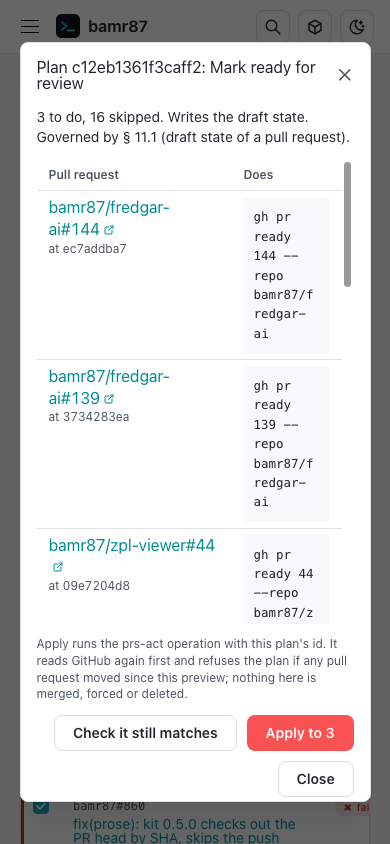 bamr87
Plan c12eb1361f3caff2: Mark ready for
review
3 to do, 16 skipped. Writes the draft state.
Governed by § 11.1 (draft state of a pull request).
Pull request Does
bamr87/fredgar-
ai#144
at ec7addba7
gh pr
ready
144 --
repo
bamr87/f
redgar-
ai
bamr87/fredgar-
ai#139
at 3734283ea
gh pr
ready
139 --
repo
bamr87/f
redgar-
ai
bamr87/zpl-viewer#44
at 09e7204d8
gh pr
ready 44
--repo
bamr87/z
Apply runs the prs-act operation with this plan's id. It
reads GitHub again first and refuses the plan if any pull
request moved since this preview; nothing here is
merged, forced or deleted.
Check it still matches Apply to 3
Close
bamr87#860
fix(prose): kit 0.5.0 checks out the
PR head by SHA, skips the push